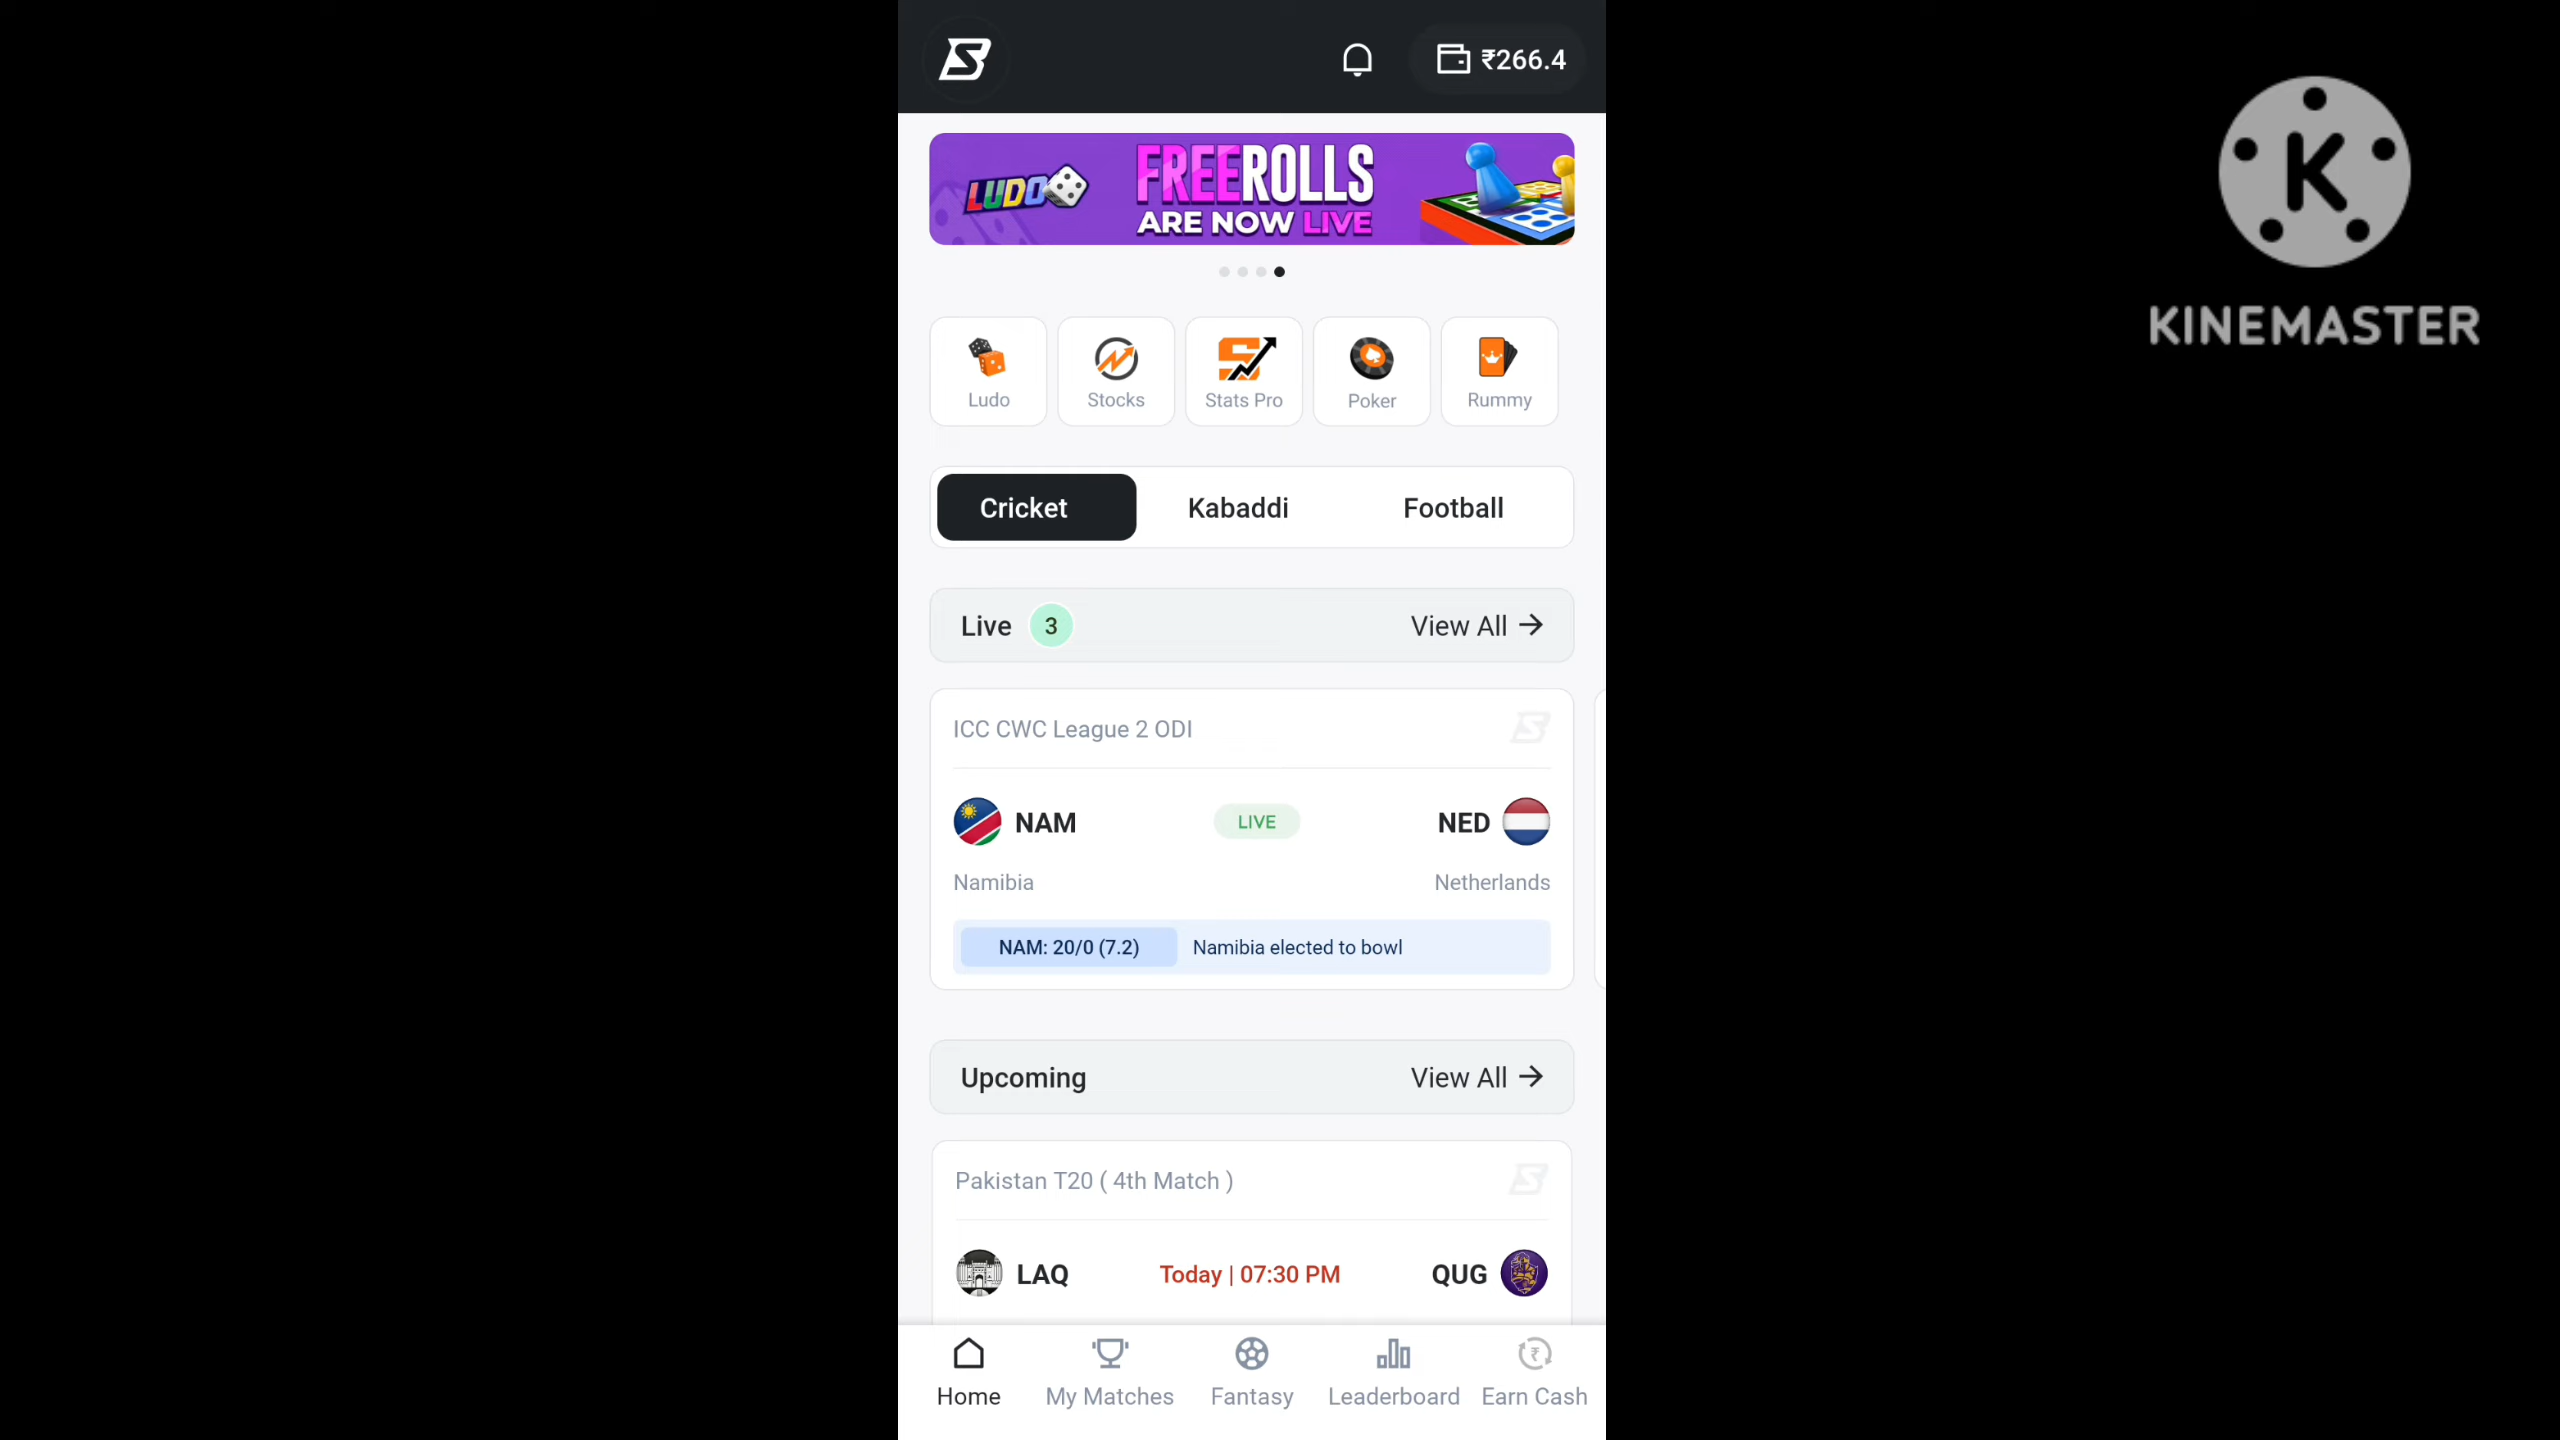 ₹266.4
LUDO
FREEROLLS
ARE NOW LIVE
Ludo
Stocks
Stats Pro
Poker
Rummy
Cricket
Kabaddi
Football
Live 3
View All
ICC CWC League 2 ODI
NAM
LIVE
NED
Namibia
Netherlands
NAM: 20/0 (7.2)
Namibia elected to bowl
Upcoming
View All
Pakistan T20 ( 4th Match )
LAQ
Today | 07:30 PM
QUG
Home
My Matches
Fantasy
Leaderboard
Earn Cash
K
KINEMASTER